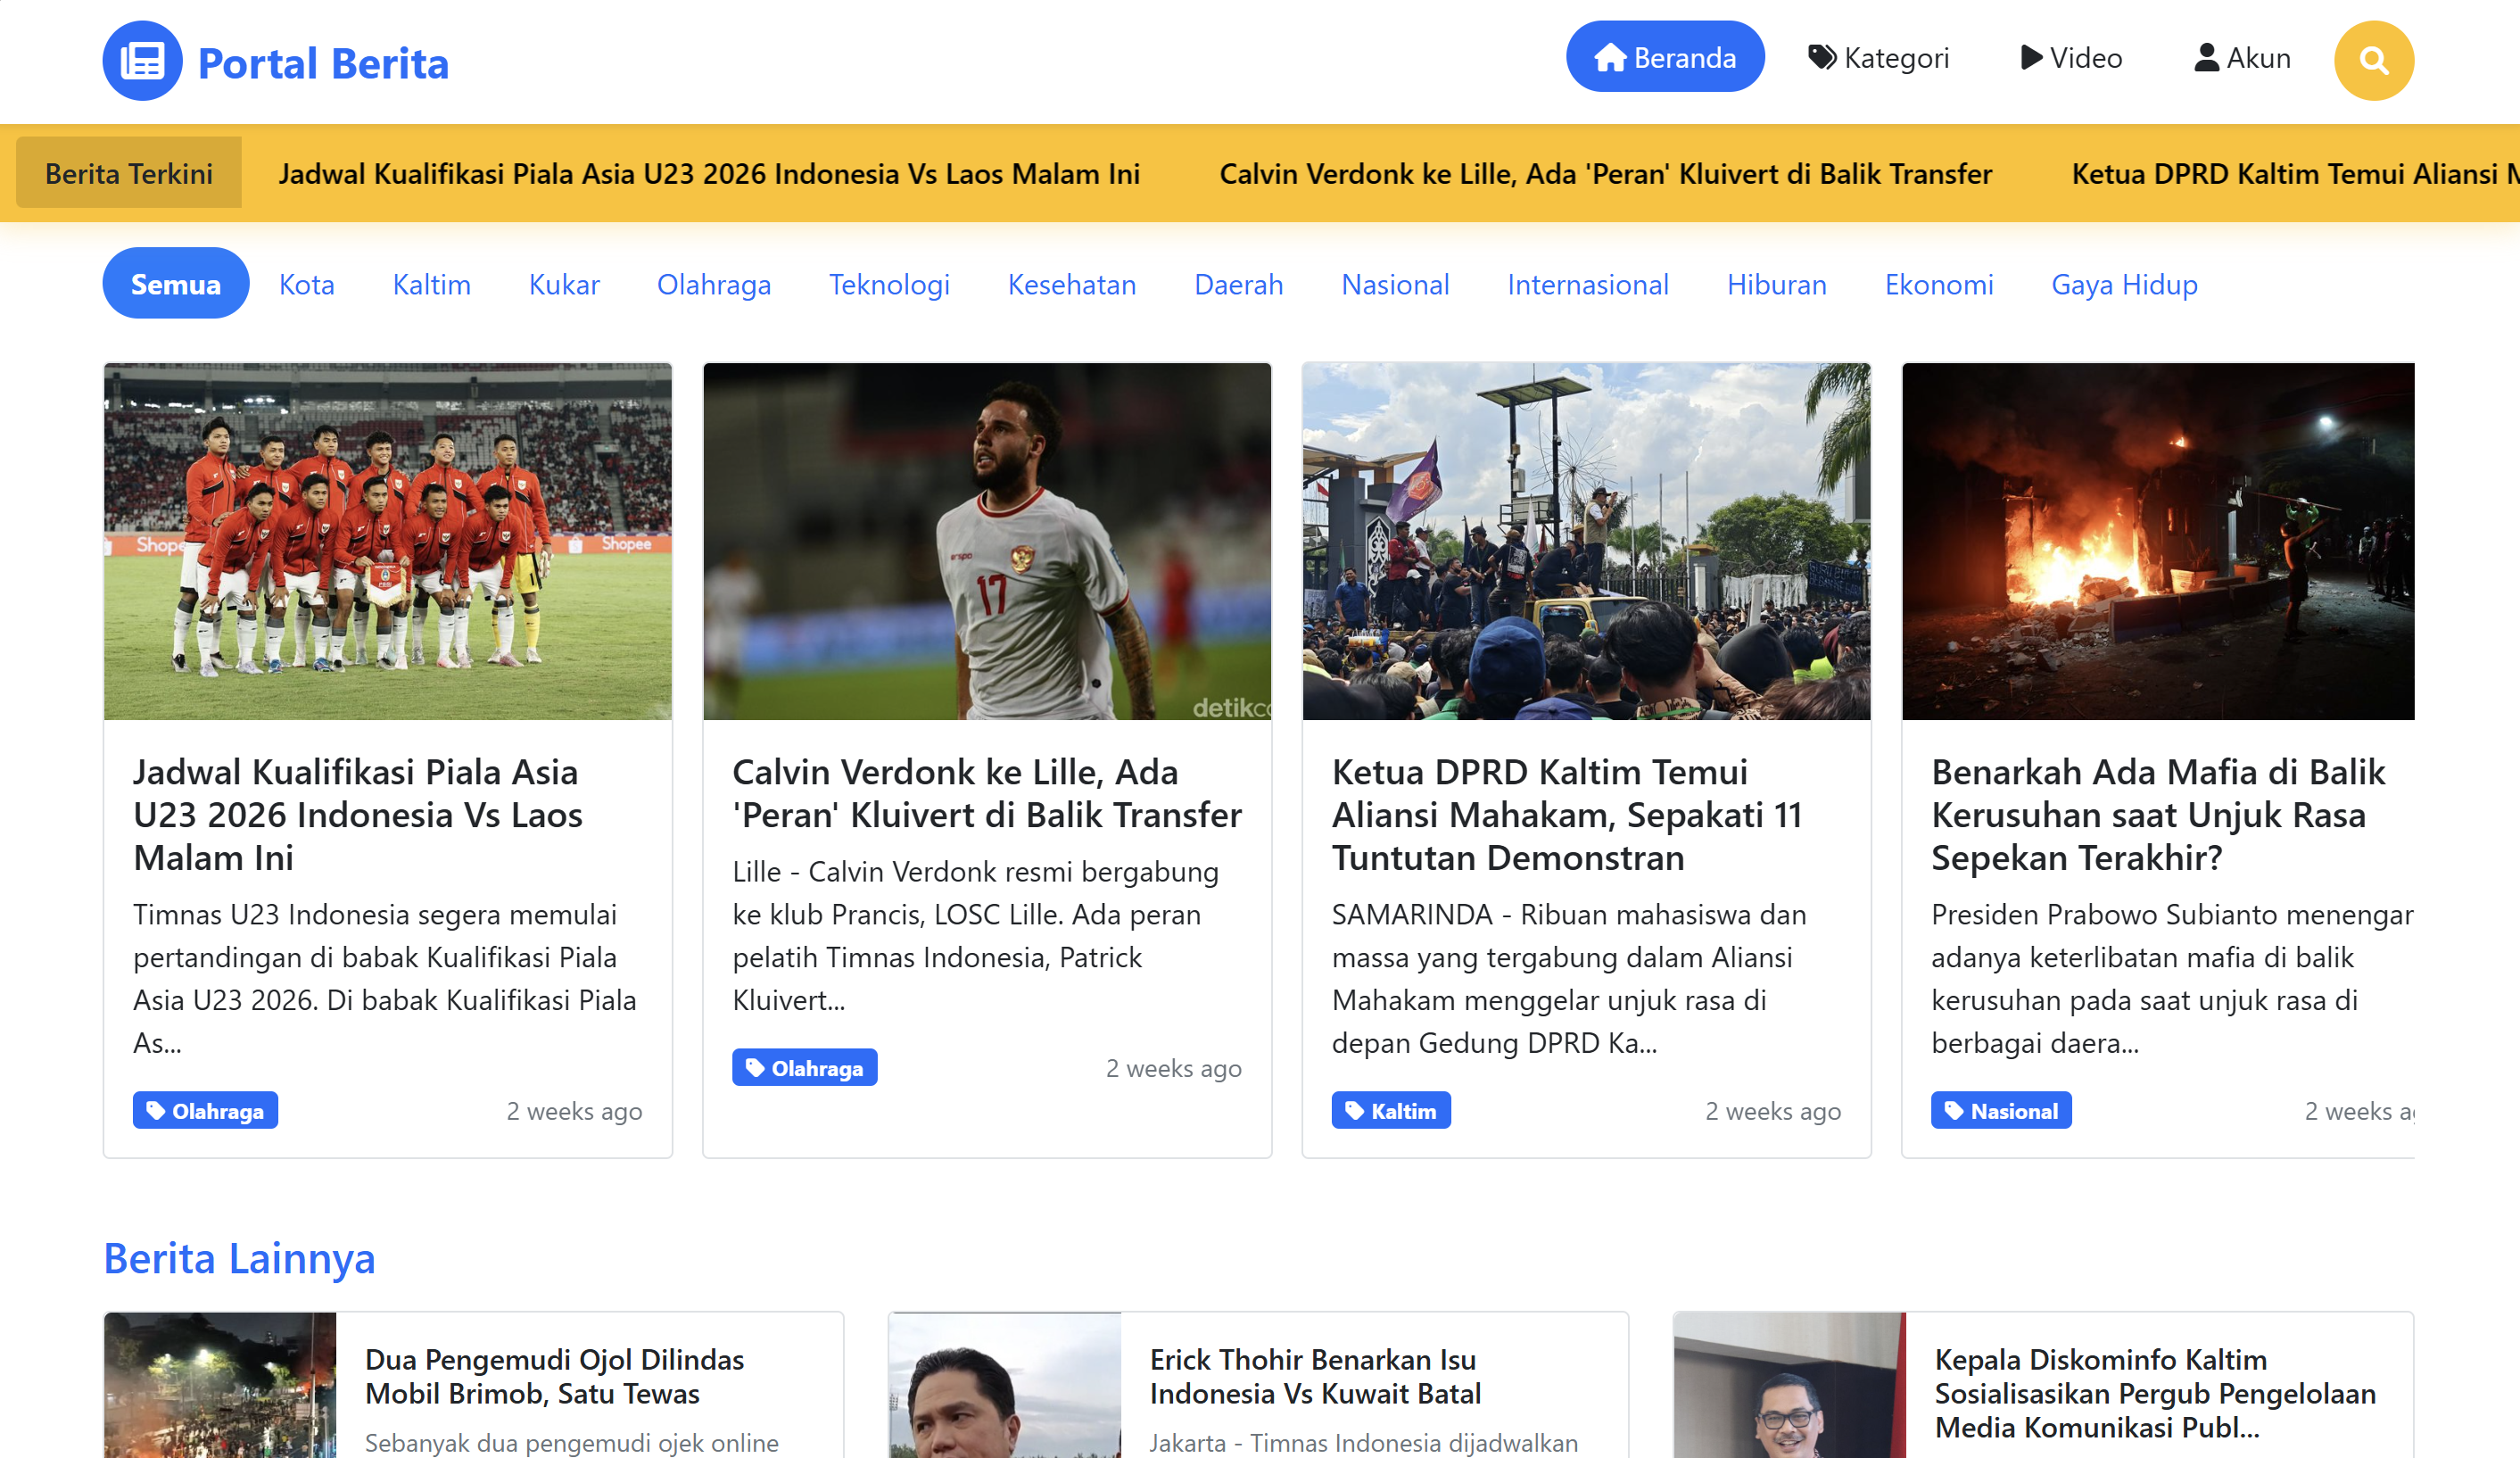 Portal Berita
Beranda
Kategori
Video
Akun
Berita Terkini
Jadwal Kualifikasi Piala Asia U23 2026 Indonesia Vs Laos Malam Ini
Calvin Verdonk ke Lille, Ada 'Peran' Kluivert di Balik Transfer
Ketua DPRD Kaltim Temui Aliansi M
Semua
Kota
Kaltim
Kukar
Olahraga
Teknologi
Kesehatan
Daerah
Nasional
Internasional
Hiburan
Ekonomi
Gaya Hidup
Shopee
Shopee
Jadwal Kualifikasi Piala Asia
U23 2026 Indonesia Vs Laos
Malam Ini
Timnas U23 Indonesia segera memulai
pertandingan di babak Kualifikasi Piala
Asia U23 2026. Di babak Kualifikasi Piala
As...
Olahraga
2 weeks ago
17
detikco
Calvin Verdonk ke Lille, Ada
'Peran' Kluivert di Balik Transfer
Lille - Calvin Verdonk resmi bergabung
ke klub Prancis, LOSC Lille. Ada peran
pelatih Timnas Indonesia, Patrick
Kluivert...
Olahraga
2 weeks ago
Ketua DPRD Kaltim Temui
Aliansi Mahakam, Sepakati 11
Tuntutan Demonstran
SAMARINDA - Ribuan mahasiswa dan
massa yang tergabung dalam Aliansi
Mahakam menggelar unjuk rasa di
depan Gedung DPRD Ka...
Kaltim
2 weeks ago
Benarkah Ada Mafia di Balik
Kerusuhan saat Unjuk Rasa
Sepekan Terakhir?
Presiden Prabowo Subianto menengar
adanya keterlibatan mafia di balik
kerusuhan pada saat unjuk rasa di
berbagai daera...
Nasional
2 weeks ag
Berita Lainnya
Dua Pengemudi Ojol Dilindas
Mobil Brimob, Satu Tewas
Sebanyak dua pengemudi ojek online
Erick Thohir Benarkan Isu
Indonesia Vs Kuwait Batal
Jakarta - Timnas Indonesia dijadwalkan
Kepala Diskominfo Kaltim
Sosialisasikan Pergub Pengelolaan
Media Komunikasi Publ...